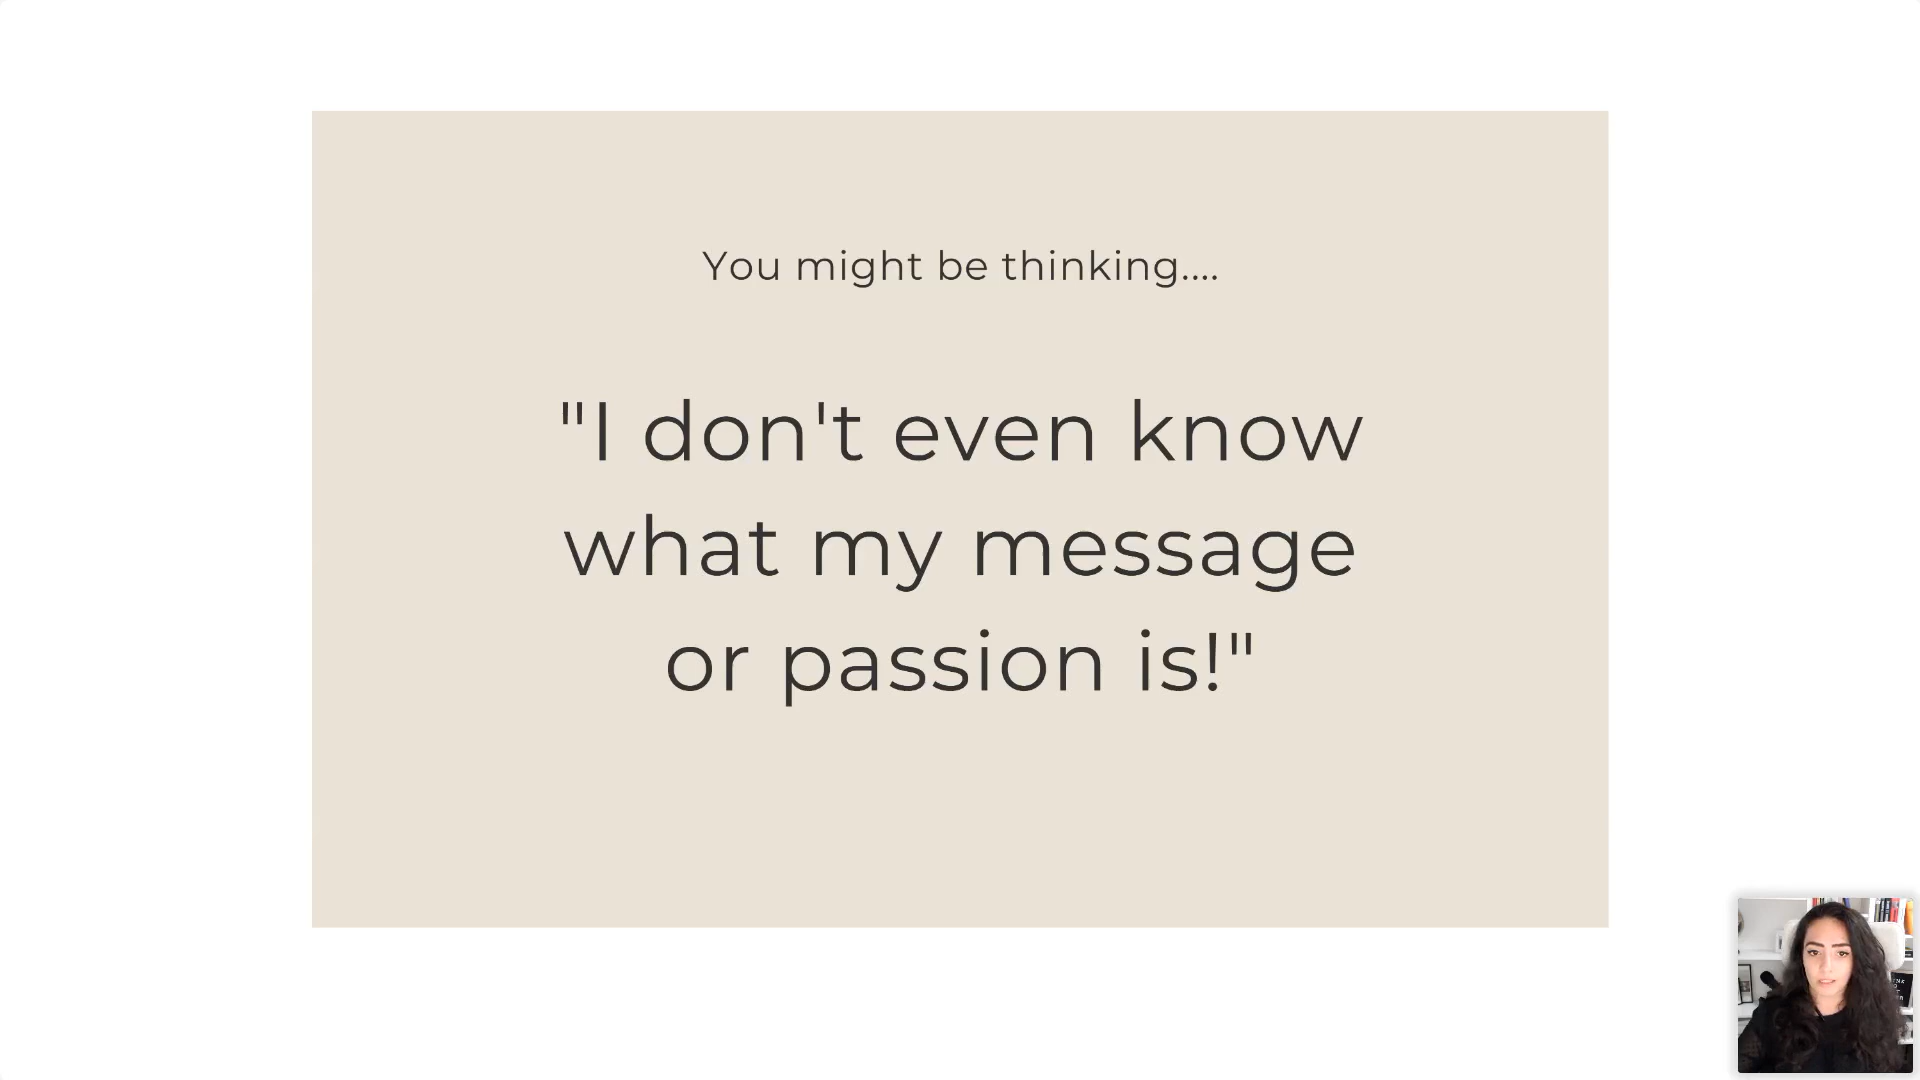 You might be thinking....
"I don't even know
what my message
or passion is!"